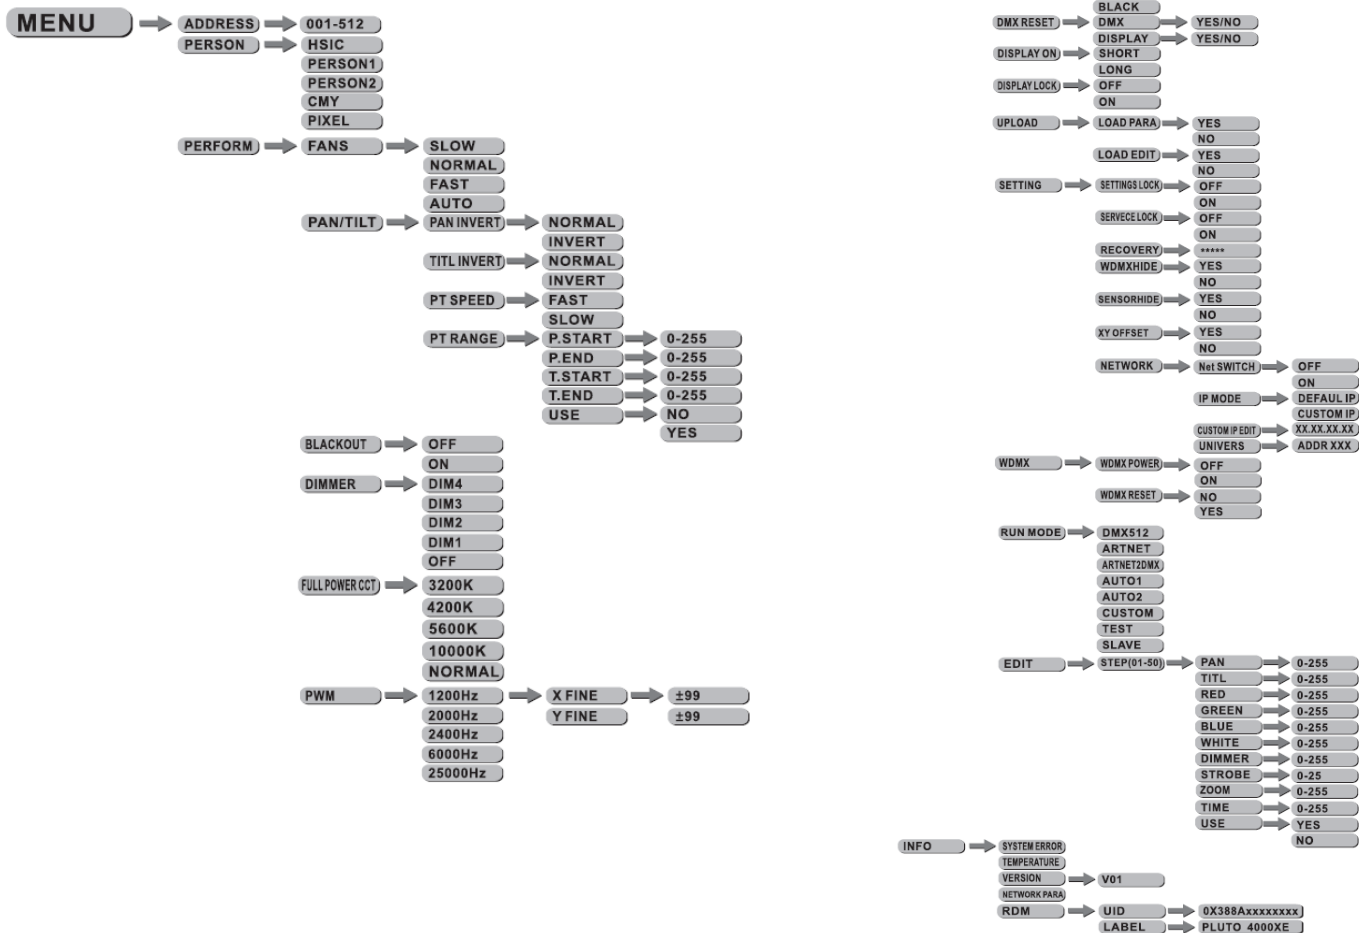 MENU ADDRESS 001-512
PERSON HSIC
PERSON1
PERSON2
CMY
PIXEL
PERFORM FANS SLOW
NORMAL
FAST
AUTO
PAN/TILT PAN INVERT NORMAL
INVERT
TITL INVERT NORMAL
INVERT
PT SPEED FAST
SLOW
PT RANGE P.START 0-255
P.END 0-255
T.START 0-255
T.END 0-255
USE NO
YES
BLACKOUT OFF
ON
DIMMER DIM4
DIM3
DIM2
DIM1
OFF
FULL POWER CCT 3200K
4200K
5600K
10000K
NORMAL
PWM 1200Hz X FINE ±99
2000Hz Y FINE ±99
2400Hz
6000Hz
25000Hz
BLACK
DMX RESET DMX YES/NO
DISPLAY YES/NO
DISPLAY ON SHORT
LONG
DISPLAY LOCK OFF
ON
UPLOAD LOAD PARA YES
NO
LOAD EDIT YES
NO
SETTING SETTINGS LOCK OFF
ON
SERVECE LOCK OFF
ON
RECOVERY *****
WDMXHIDE YES
NO
SENSORHIDE YES
NO
XY OFFSET YES
NO
NETWORK Net SWITCH OFF
ON
IP MODE DEFAUL IP
CUSTOM IP
CUSTOM IP EDIT XX.XX.XX.XX
UNIVERS ADDR XXX
WDMX WDMX POWER OFF
ON
WDMX RESET NO
YES
RUN MODE DMX512
ARTNET
ARTNET2DMX
AUTO1
AUTO2
CUSTOM
TEST
SLAVE
EDIT STEP(01-50) PAN 0-255
TITL 0-255
RED 0-255
GREEN 0-255
BLUE 0-255
WHITE 0-255
DIMMER 0-255
STROBE 0-25
ZOOM 0-255
TIME 0-255
USE YES
NO
INFO SYSTEM ERROR
TEMPERATURE
VERSION V01
NETWORK PARA
RDM UID 0X388Axxxxxxxx
LABEL PLUTO 4000XE